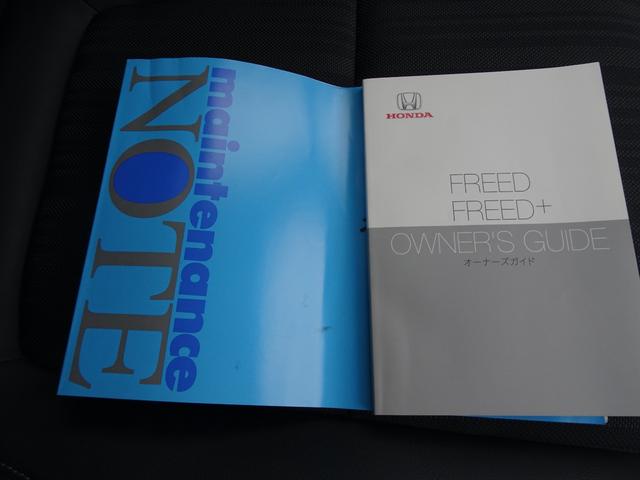 maintenance
NOTE
HONDA
FREED
FREED+
OWNER'S GUIDE
オーナーズガイド